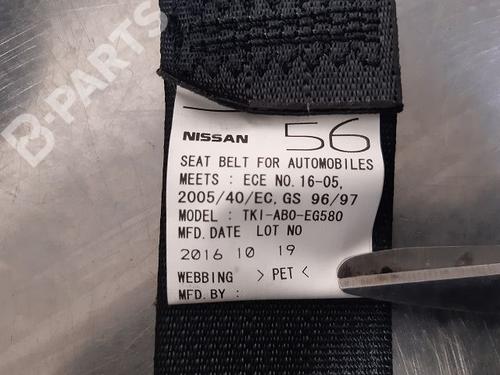 B-PARTS
NISSAN 56
SEAT BELT FOR AUTOMOBILES
MEETS : ECE NO. 16-05,
2005/40/EC, GS 96/97
MODEL : TKI-AB0-EG580
MFD. DATE LOT NO
2016 10 19
WEBBING > PET <
MFD. BY :